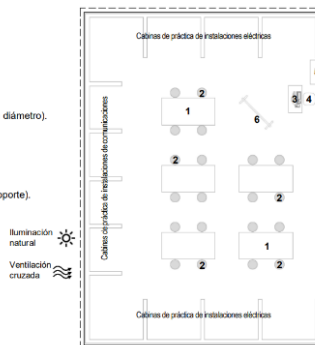 Cabinas de práctica de instalaciones eléctricas
diámetro).
oporte).
Iluminación
natural
Ventilación
cruzada
Cabinas de práctica de instalaciones de comunicaciones
2
1
3
4
6
2
2
1
2
2
Cabinas de práctica de instalaciones eléctricas